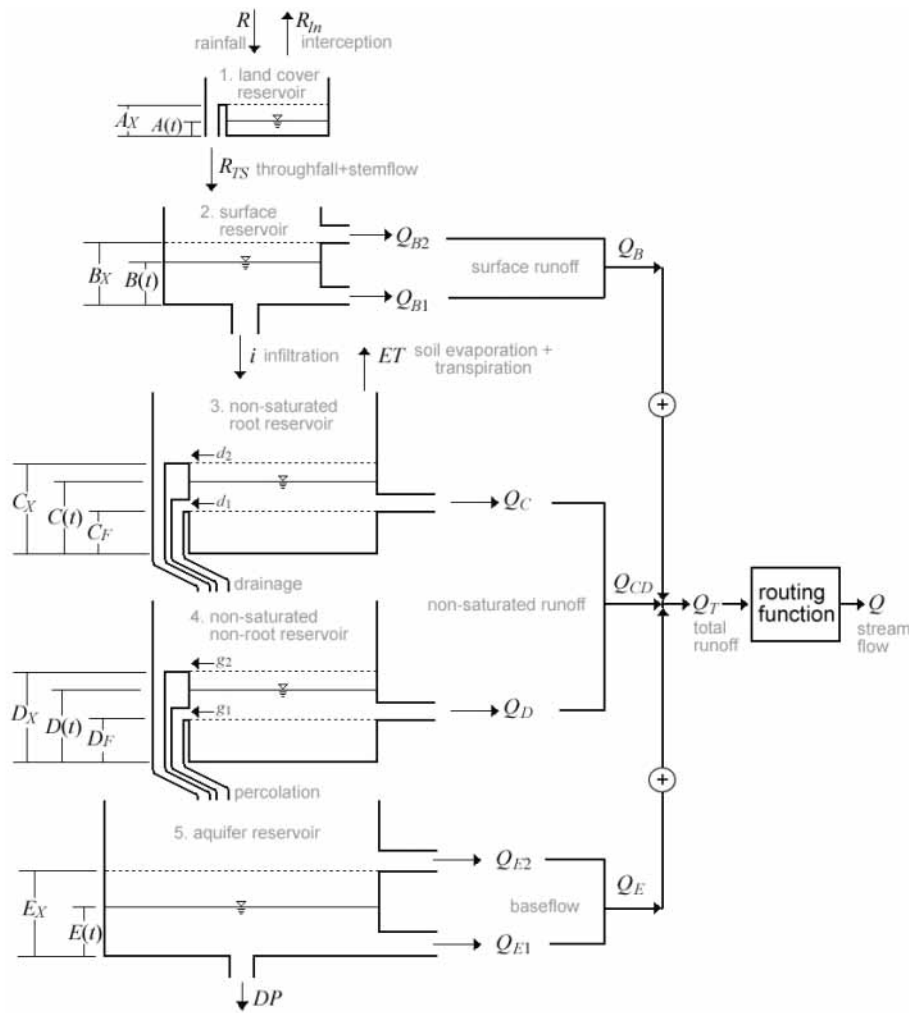 R
R_In
rainfall
interception
1. land cover
reservoir
A_X
A(t)
R_TS throughfall+stemflow
2. surface
reservoir
Q_B2
Q_B
B_X
B(t)
surface runoff
Q_B1
i infiltration
ET
soil evaporation +
transpiration
3. non-saturated
root reservoir
d_2
C_X
C(t)
C_F
d_1
Q_C
drainage
Q_CD
non-saturated runoff
Q_T
total
runoff
routing
function
Q
stream
flow
4. non-saturated
non-root reservoir
g_2
D_X
D(t)
D_F
g_1
Q_D
percolation
5. aquifer reservoir
Q_E2
Q_E
E_X
E(t)
baseflow
Q_E1
DP
+
+